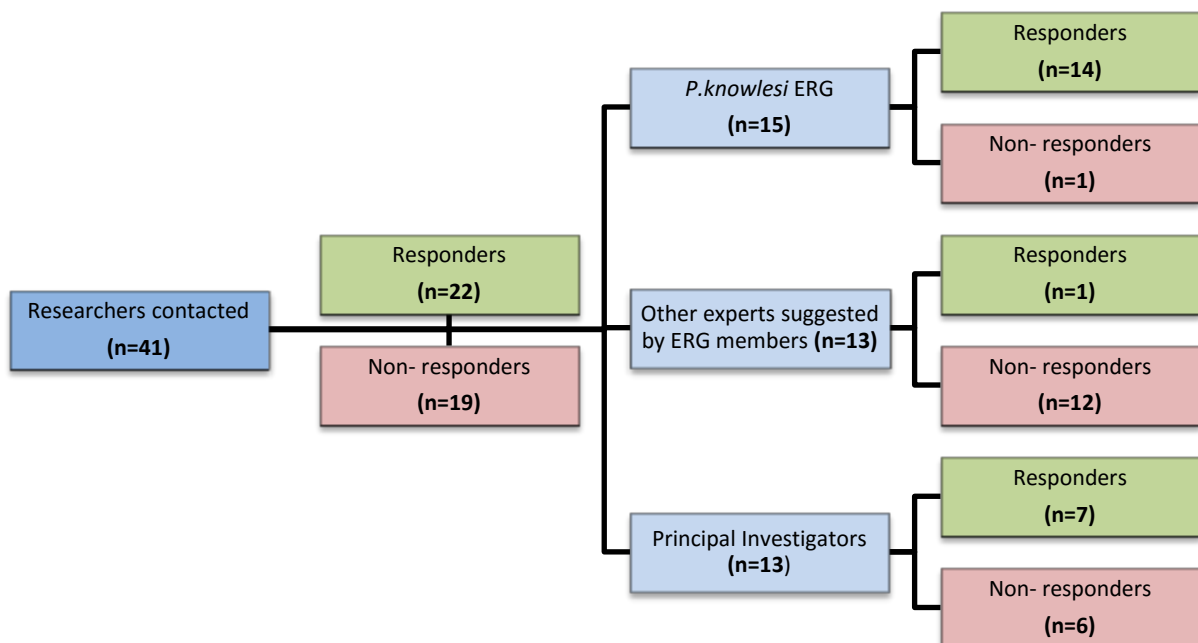 Researchers contacted
(n=41)
Responders
(n=22)
Non- responders
(n=19)
P.knowlesi ERG
(n=15)
Responders
(n=14)
Non- responders
(n=1)
Other experts suggested
by ERG members (n=13)
Responders
(n=1)
Non- responders
(n=12)
Principal Investigators
(n=13)
Responders
(n=7)
Non- responders
(n=6)